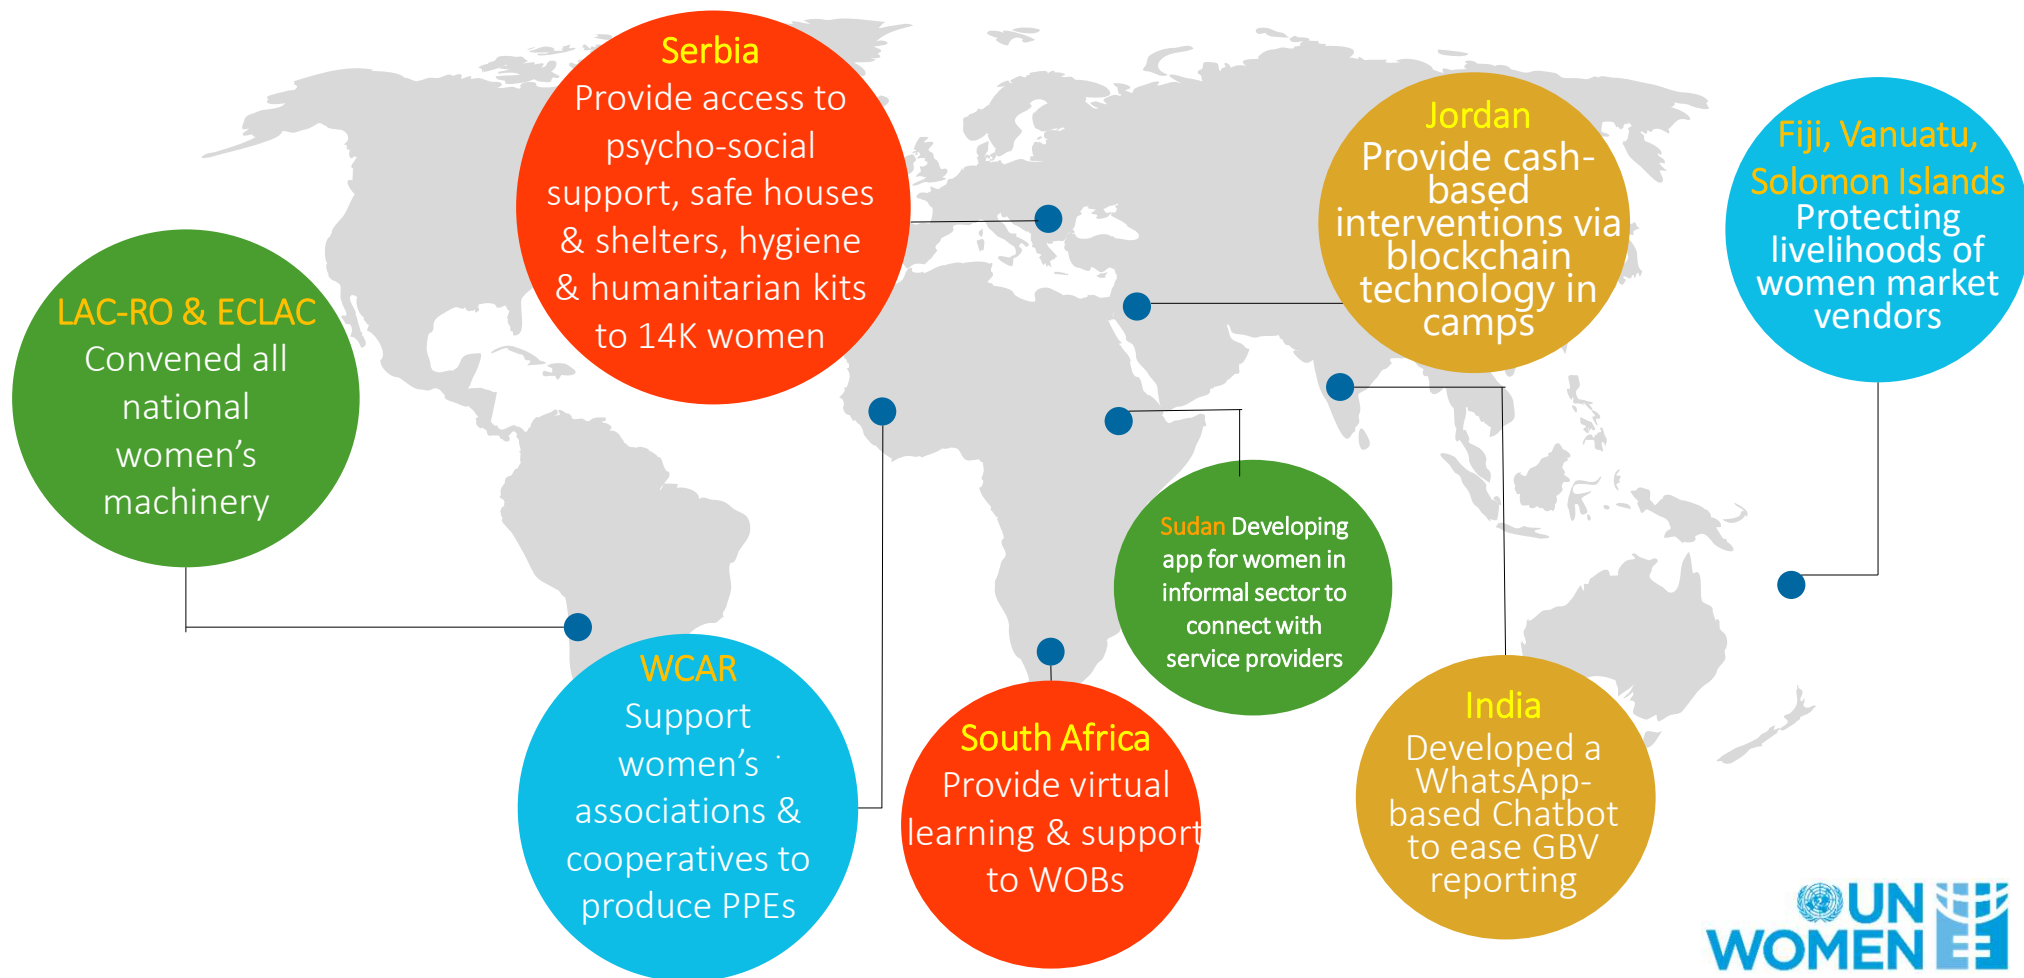 Serbia
Provide access to
psycho-social
support, safe houses
& shelters, hygiene
& humanitarian kits
to 14K women
Jordan
Provide cash-
based
interventions via
blockchain
technology in
camps
Fiji, Vanuatu,
Solomon Islands
Protecting
livelihoods of
women market
vendors
LAC-RO & ECLAC
Convened all
national
women’s
machinery
Sudan Developing
app for women in
informal sector to
connect with
service providers
WCAR
Support
women’s
associations &
cooperatives to
produce PPEs
South Africa
Provide virtual
learning & support
to WOBs
India
Developed a
WhatsApp-
based Chatbot
to ease GBV
reporting
UN
WOMEN